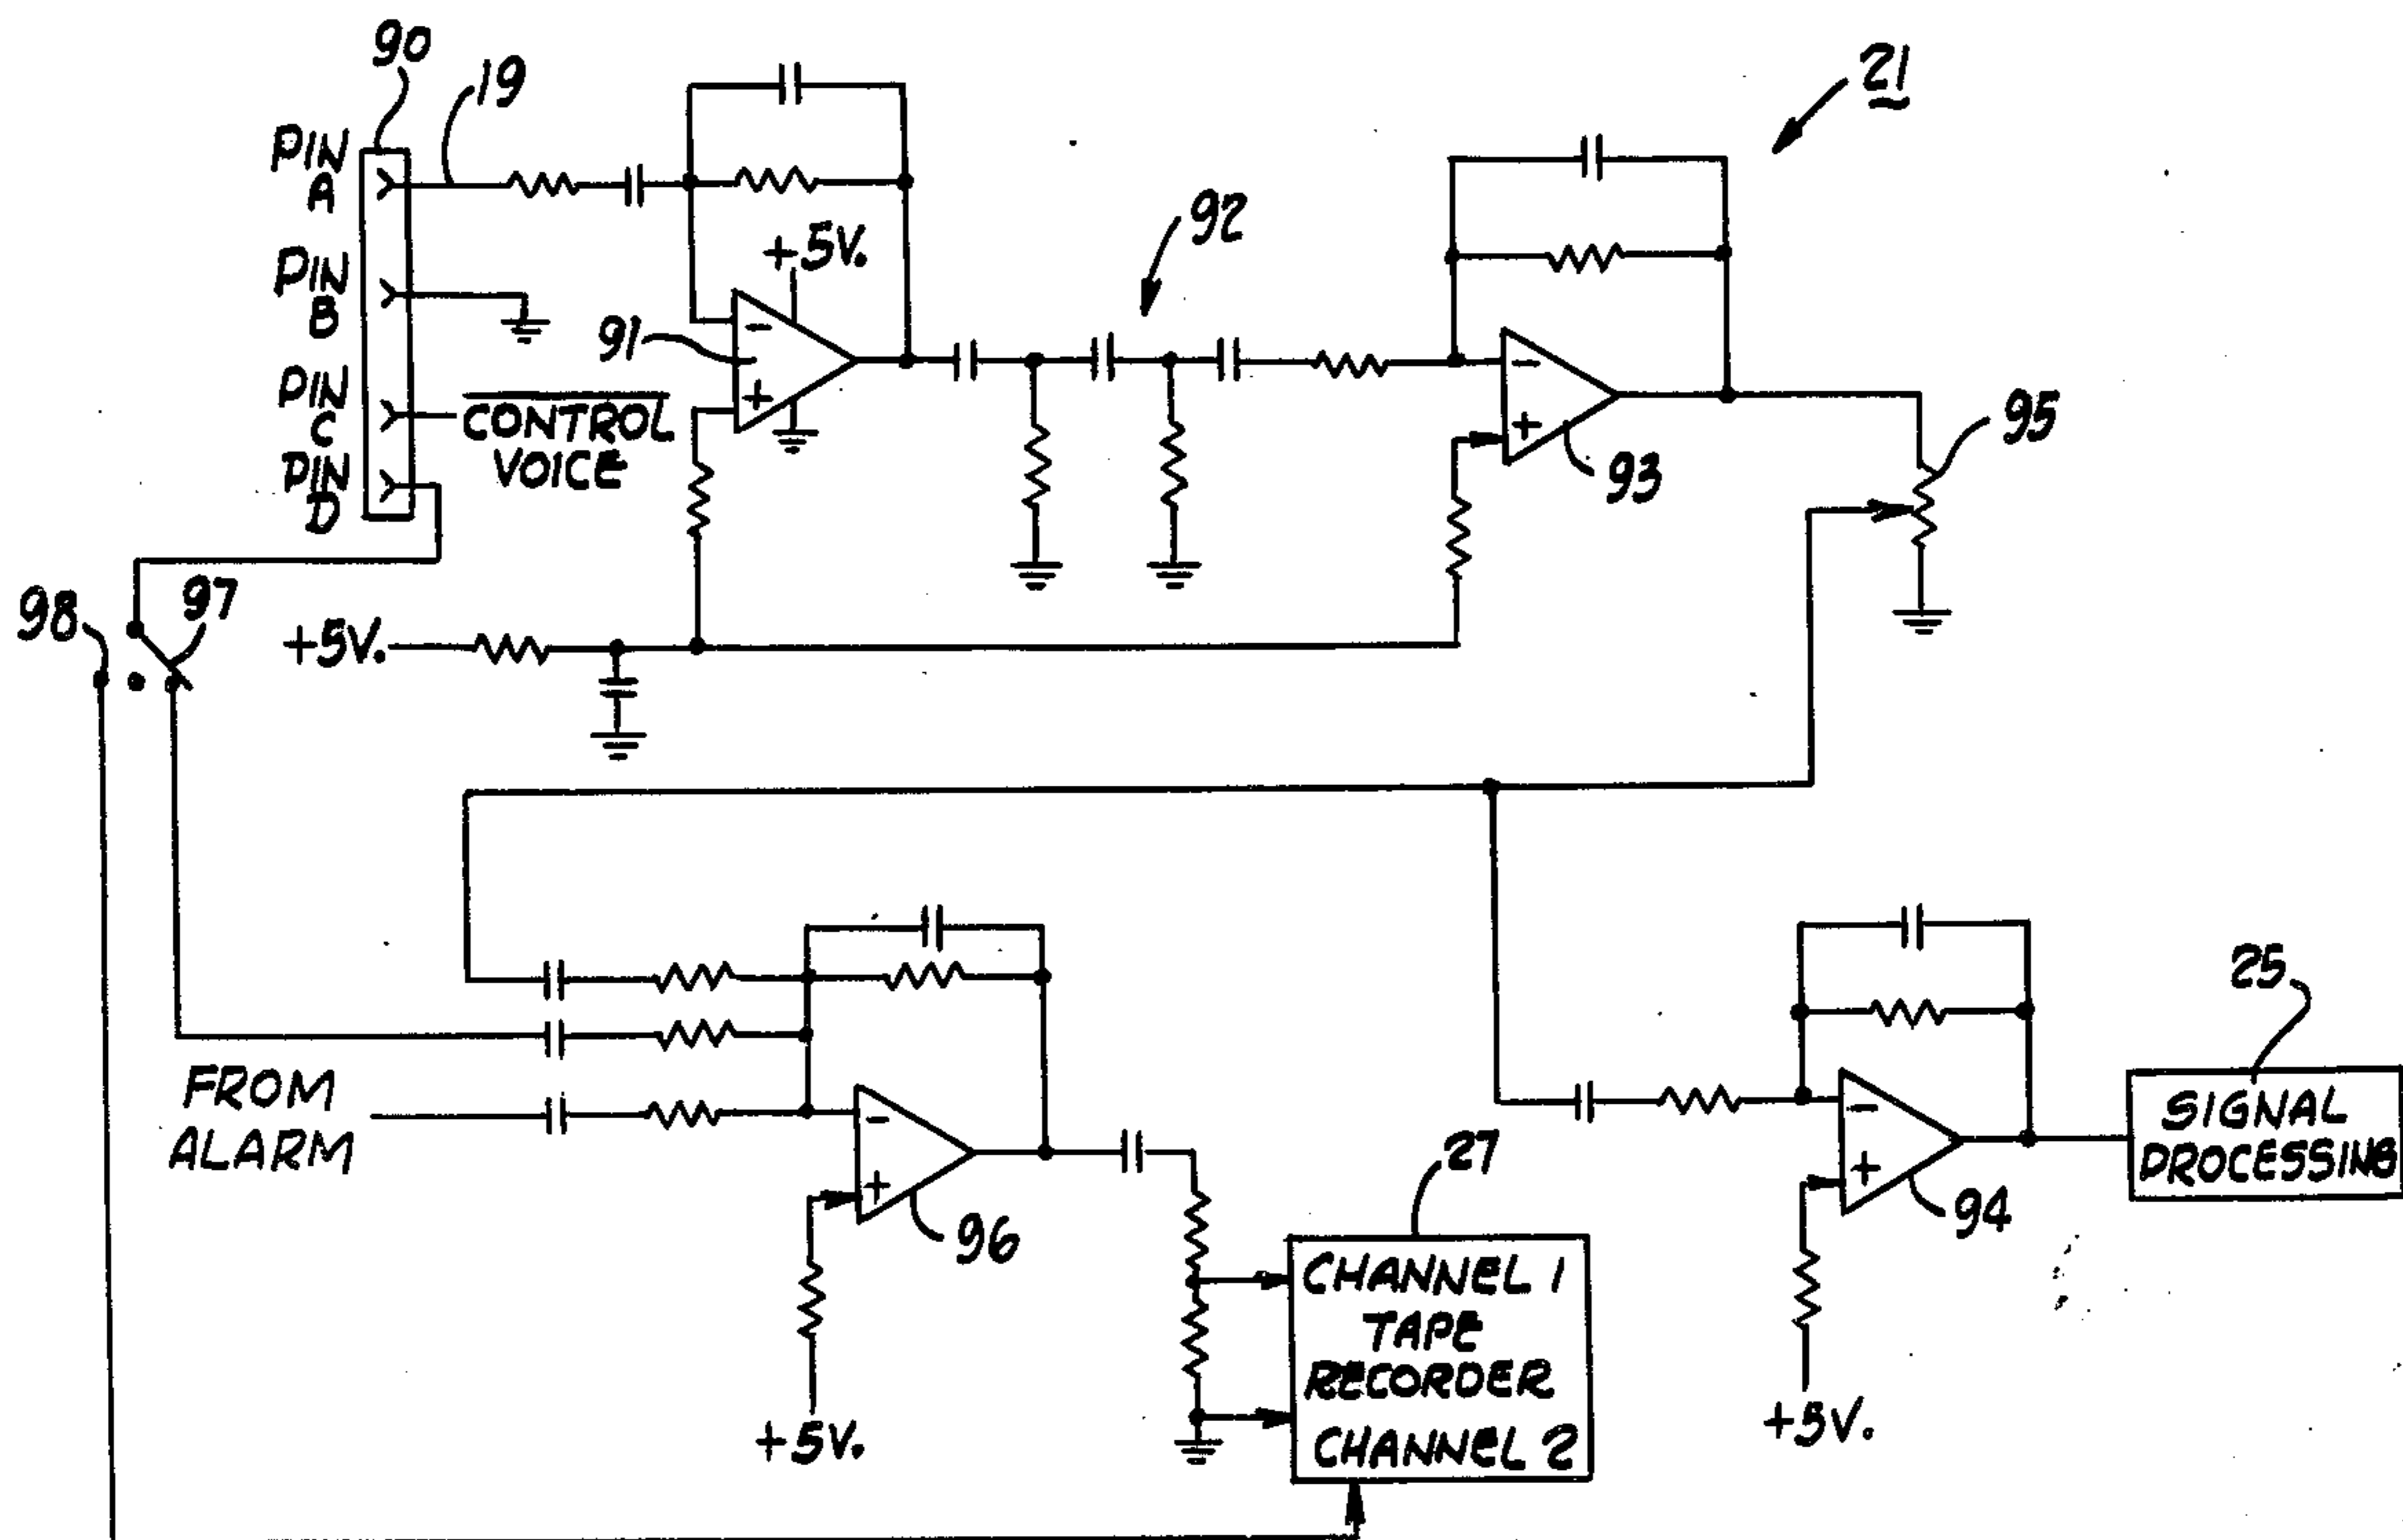 90
19
21
PIN
A
+5V.
92
PIN
B
91
-
+
PIN
C
CONTROL
VOICE
PIN
D
-
+
93
95
98
97
+5V.
25
FROM
ALARM
-
+
96
27
-
+
94
SIGNAL
PROCESSING
CHANNEL 1
TAPE
RECORDER
CHANNEL 2
+5V.
+5V.